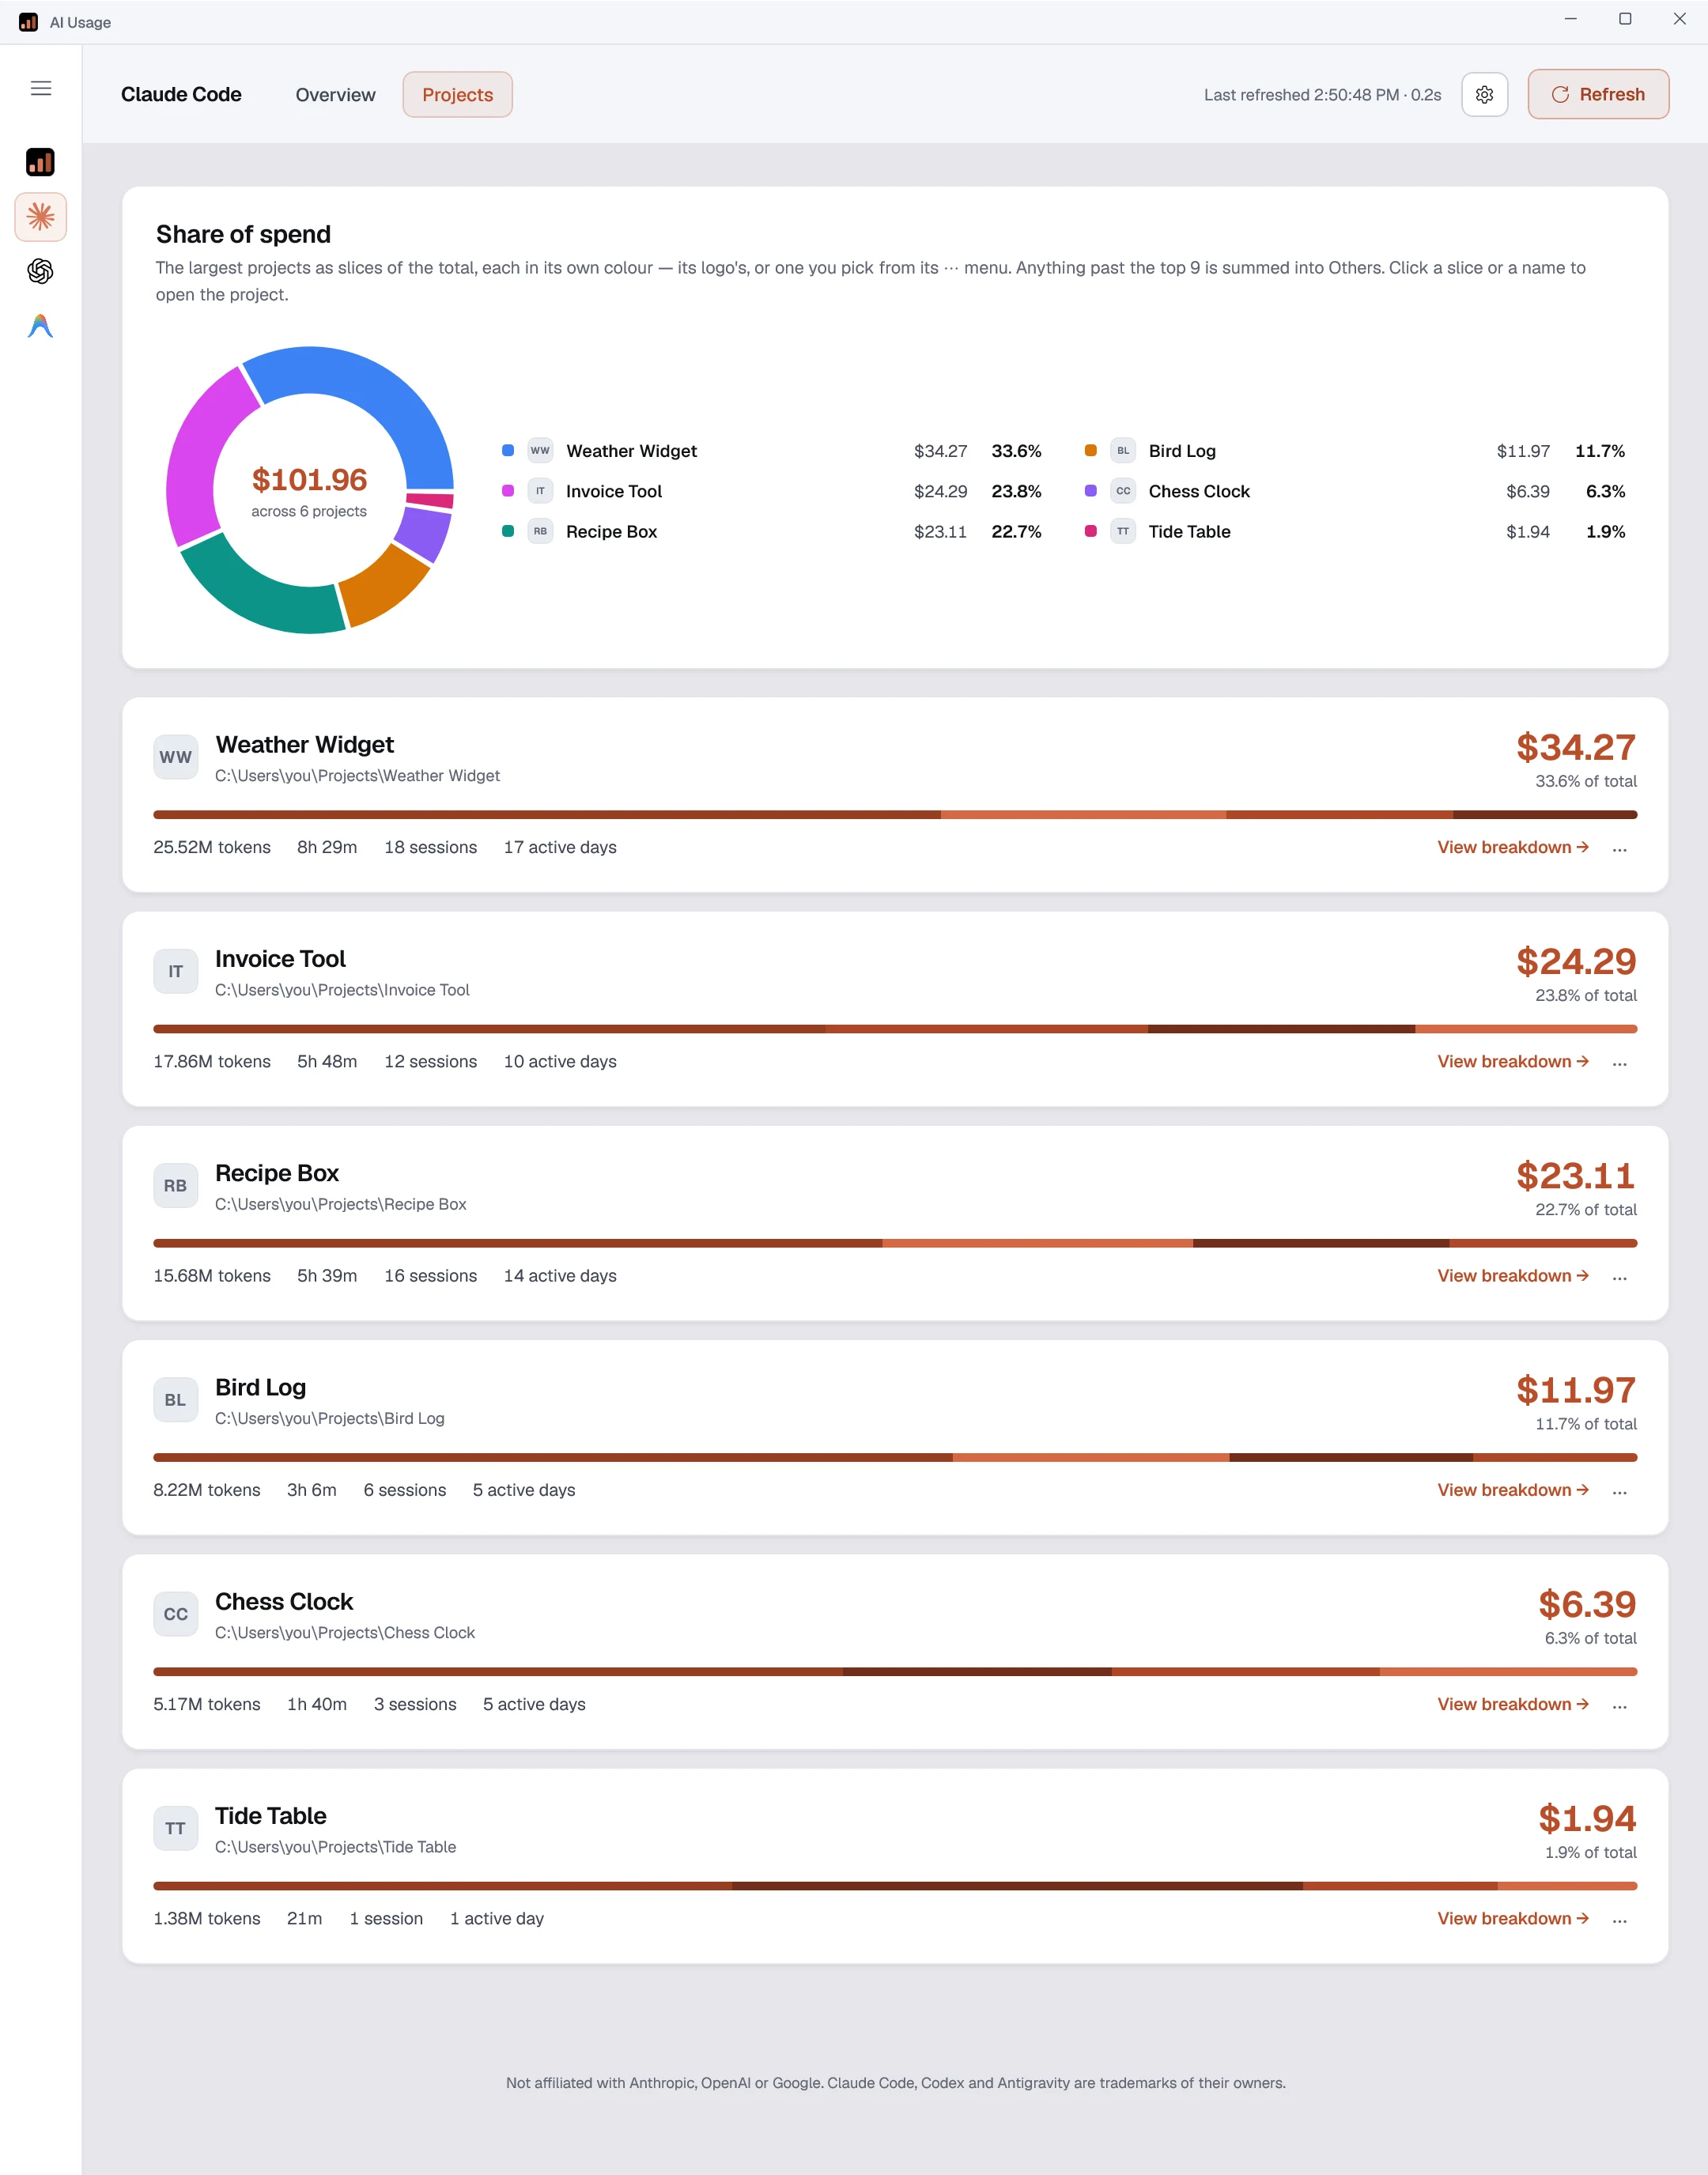 AI Usage
Claude Code
Overview
Projects
Last refreshed 2:50:48 PM · 0.2s
Refresh
Share of spend
The largest projects as slices of the total, each in its own colour — its logo's, or one you pick from its ··· menu. Anything past the top 9 is summed into Others. Click a slice or a name to
open the project.
$101.96
across 6 projects
WW Weather Widget $34.27 33.6%
IT Invoice Tool $24.29 23.8%
RB Recipe Box $23.11 22.7%
BL Bird Log $11.97 11.7%
CC Chess Clock $6.39 6.3%
TT Tide Table $1.94 1.9%
WW
Weather Widget
C:\Users\you\Projects\Weather Widget
$34.27
33.6% of total
25.52M tokens 8h 29m 18 sessions 17 active days
View breakdown → ...
IT
Invoice Tool
C:\Users\you\Projects\Invoice Tool
$24.29
23.8% of total
17.86M tokens 5h 48m 12 sessions 10 active days
View breakdown → ...
RB
Recipe Box
C:\Users\you\Projects\Recipe Box
$23.11
22.7% of total
15.68M tokens 5h 39m 16 sessions 14 active days
View breakdown → ...
BL
Bird Log
C:\Users\you\Projects\Bird Log
$11.97
11.7% of total
8.22M tokens 3h 6m 6 sessions 5 active days
View breakdown → ...
CC
Chess Clock
C:\Users\you\Projects\Chess Clock
$6.39
6.3% of total
5.17M tokens 1h 40m 3 sessions 5 active days
View breakdown → ...
TT
Tide Table
C:\Users\you\Projects\Tide Table
$1.94
1.9% of total
1.38M tokens 21m 1 session 1 active day
View breakdown → ...
Not affiliated with Anthropic, OpenAI or Google. Claude Code, Codex and Antigravity are trademarks of their owners.